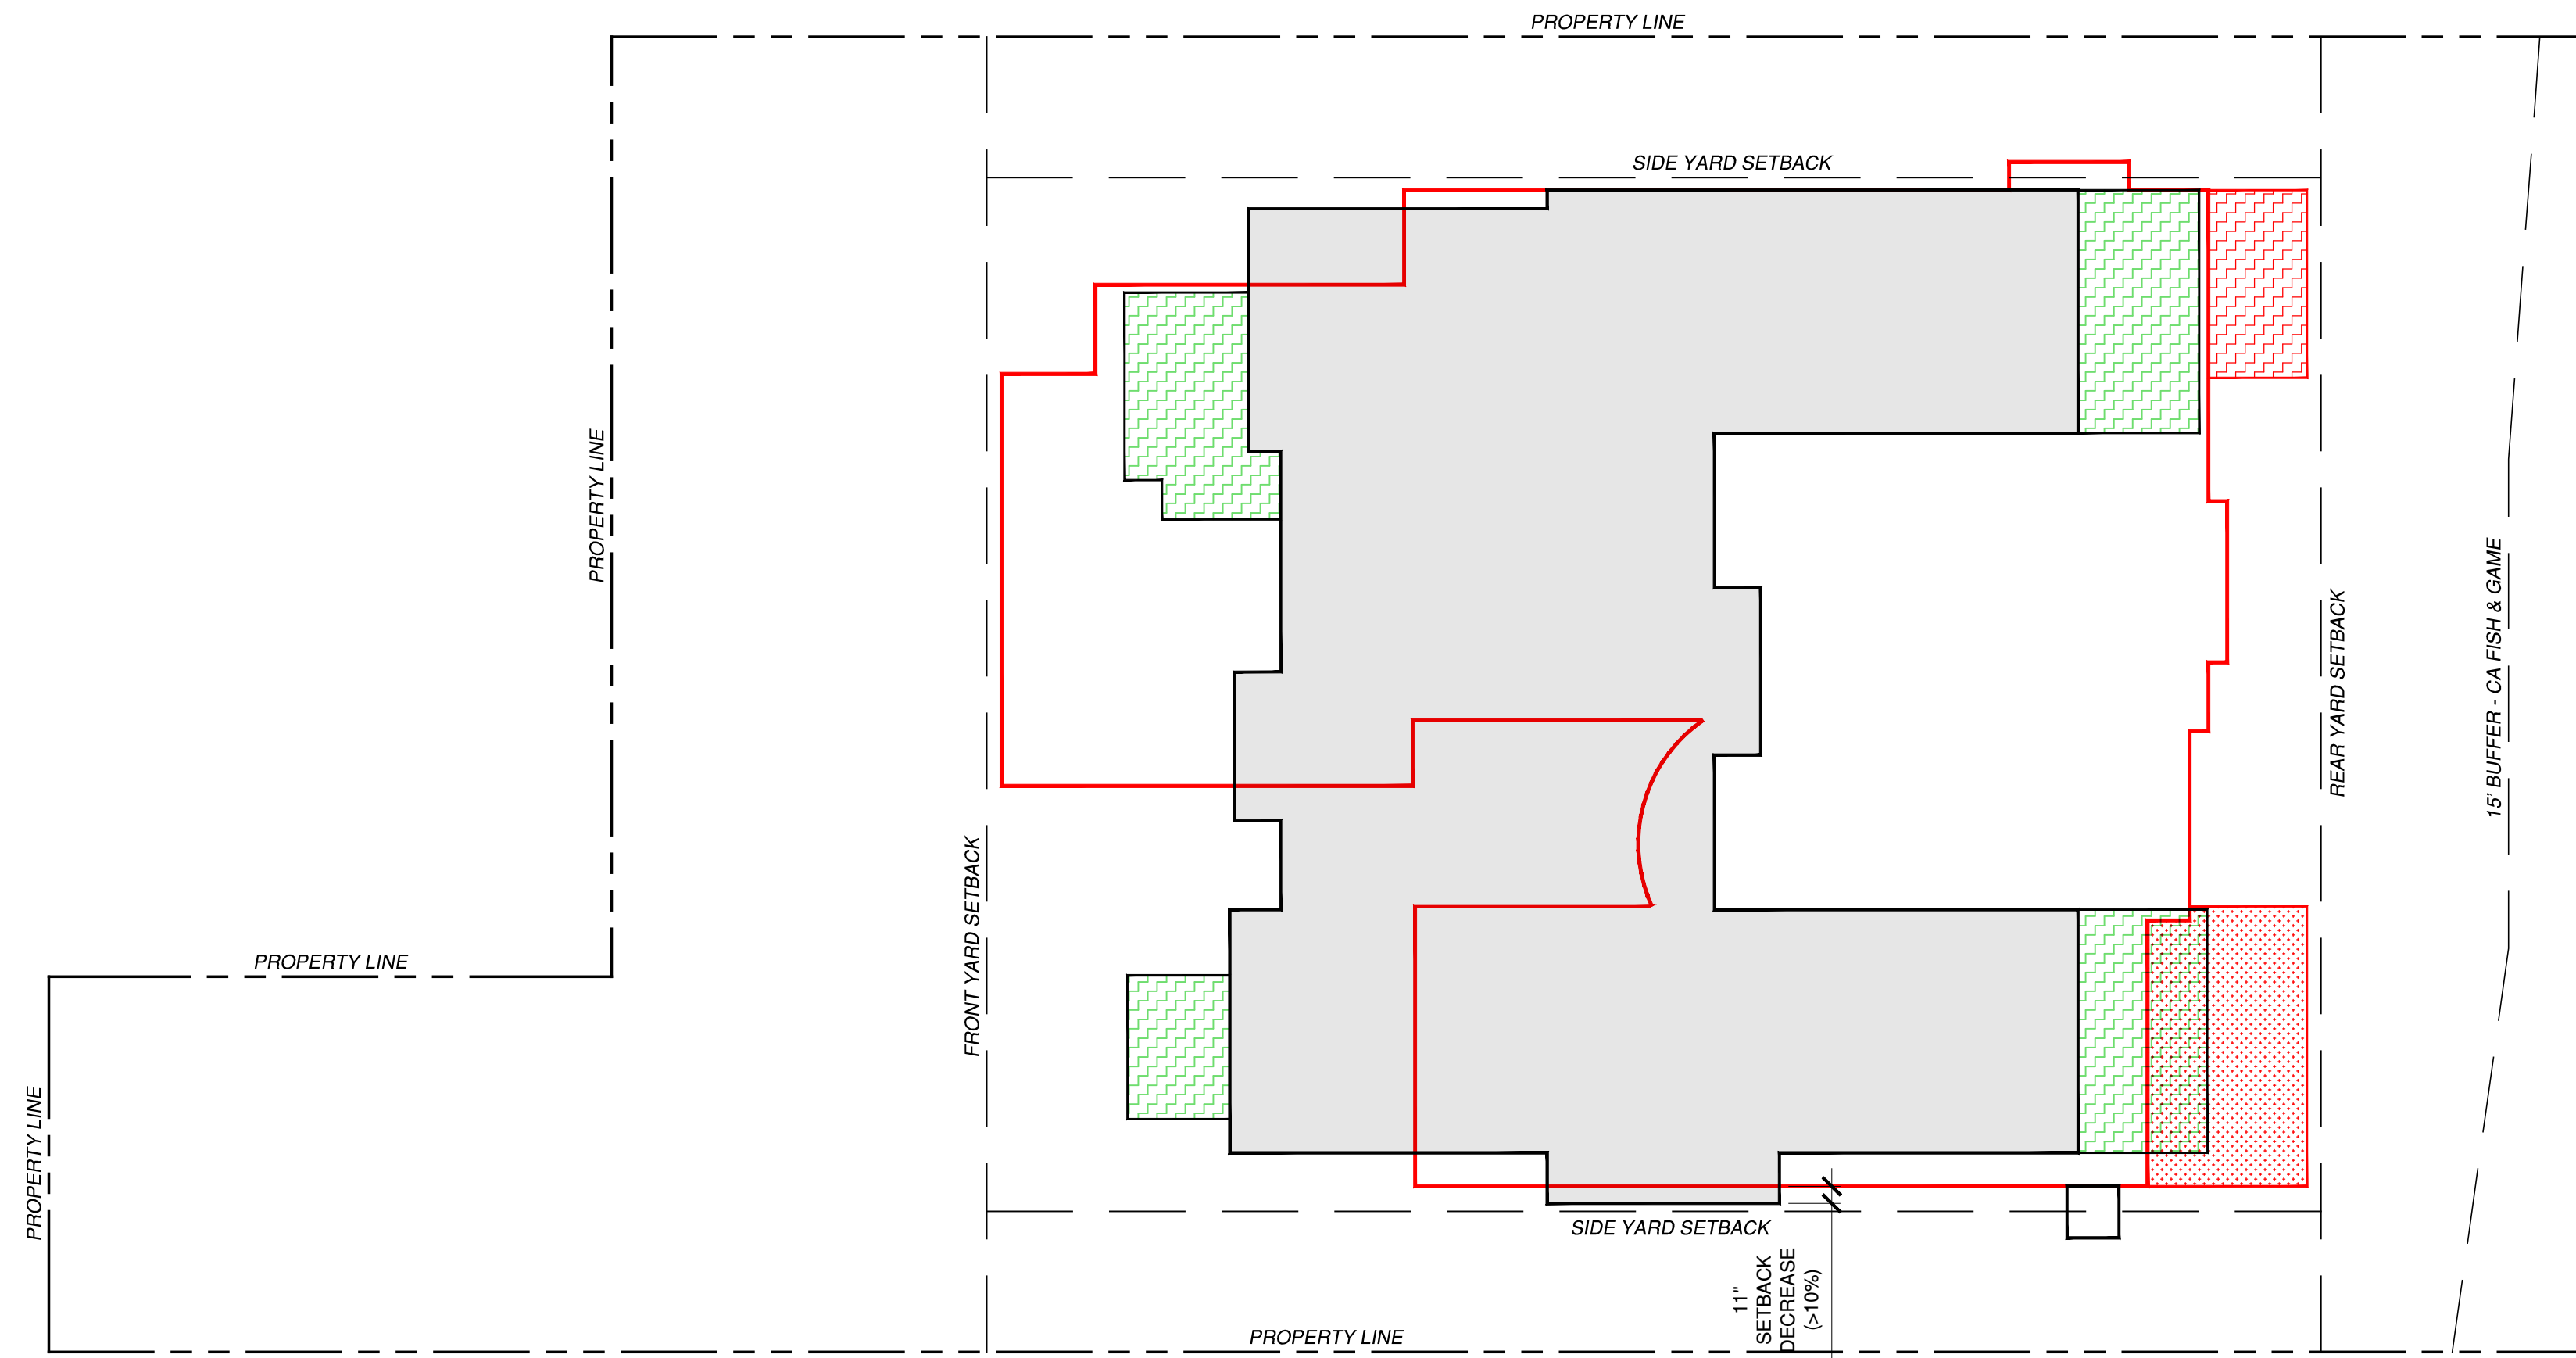 PROPERTY LINE
SIDE YARD SETBACK
PROPERTY LINE
15' BUFFER - CA FISH & GAME
REAR YARD SETBACK
FRONT YARD SETBACK
PROPERTY LINE
PROPERTY LINE
SIDE YARD SETBACK
11"
SETBACK
DECREASE
(>10%)
PROPERTY LINE